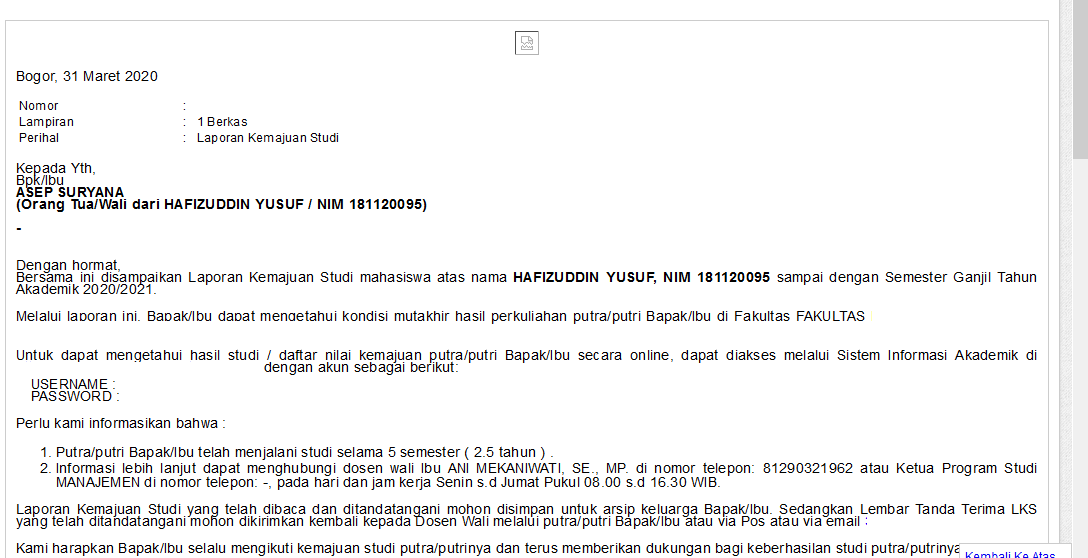 Bogor, 31 Maret 2020
Nomor :
Lampiran : 1 Berkas
Perihal : Laporan Kemajuan Studi
Kepada Yth,
Bpk/Ibu
ASEP SURYANA
(Orang Tua/Wali dari HAFIZUDDIN YUSUF / NIM 181120095)
-
Dengan hormat,
Bersama ini disampaikan Laporan Kemajuan Studi mahasiswa atas nama HAFIZUDDIN YUSUF, NIM 181120095 sampai dengan Semester Ganjil Tahun
Akademik 2020/2021.
Melalui laporan ini, Bapak/Ibu dapat mengetahui kondisi mutakhir hasil perkuliahan putra/putri Bapak/Ibu di Fakultas FAKULTAS
Untuk dapat mengetahui hasil studi / daftar nilai kemajuan putra/putri Bapak/Ibu secara online, dapat diakses melalui Sistem Informasi Akademik di
dengan akun sebagai berikut:
USERNAME :
PASSWORD :
Perlu kami informasikan bahwa :
1. Putra/putri Bapak/Ibu telah menjalani studi selama 5 semester ( 2.5 tahun ) .
2. Informasi lebih lanjut dapat menghubungi dosen wali Ibu ANI MEKANIWATI, SE., MP. di nomor telepon: 81290321962 atau Ketua Program Studi
MANAJEMEN di nomor telepon: -, pada hari dan jam kerja Senin s.d Jumat Pukul 08.00 s.d 16.30 WIB.
Laporan Kemajuan Studi yang telah dibaca dan ditandatangani mohon disimpan untuk arsip keluarga Bapak/Ibu. Sedangkan Lembar Tanda Terima LKS
yang telah ditandatangani mohon dikirimkan kembali kepada Dosen Wali melalui putra/putri Bapak/Ibu atau via Pos atau via email :
Kami harapkan Bapak/Ibu selalu mengikuti kemajuan studi putra/putrinya dan terus memberikan dukungan bagi keberhasilan studi putra/putrinya
Kembali Ke Atas